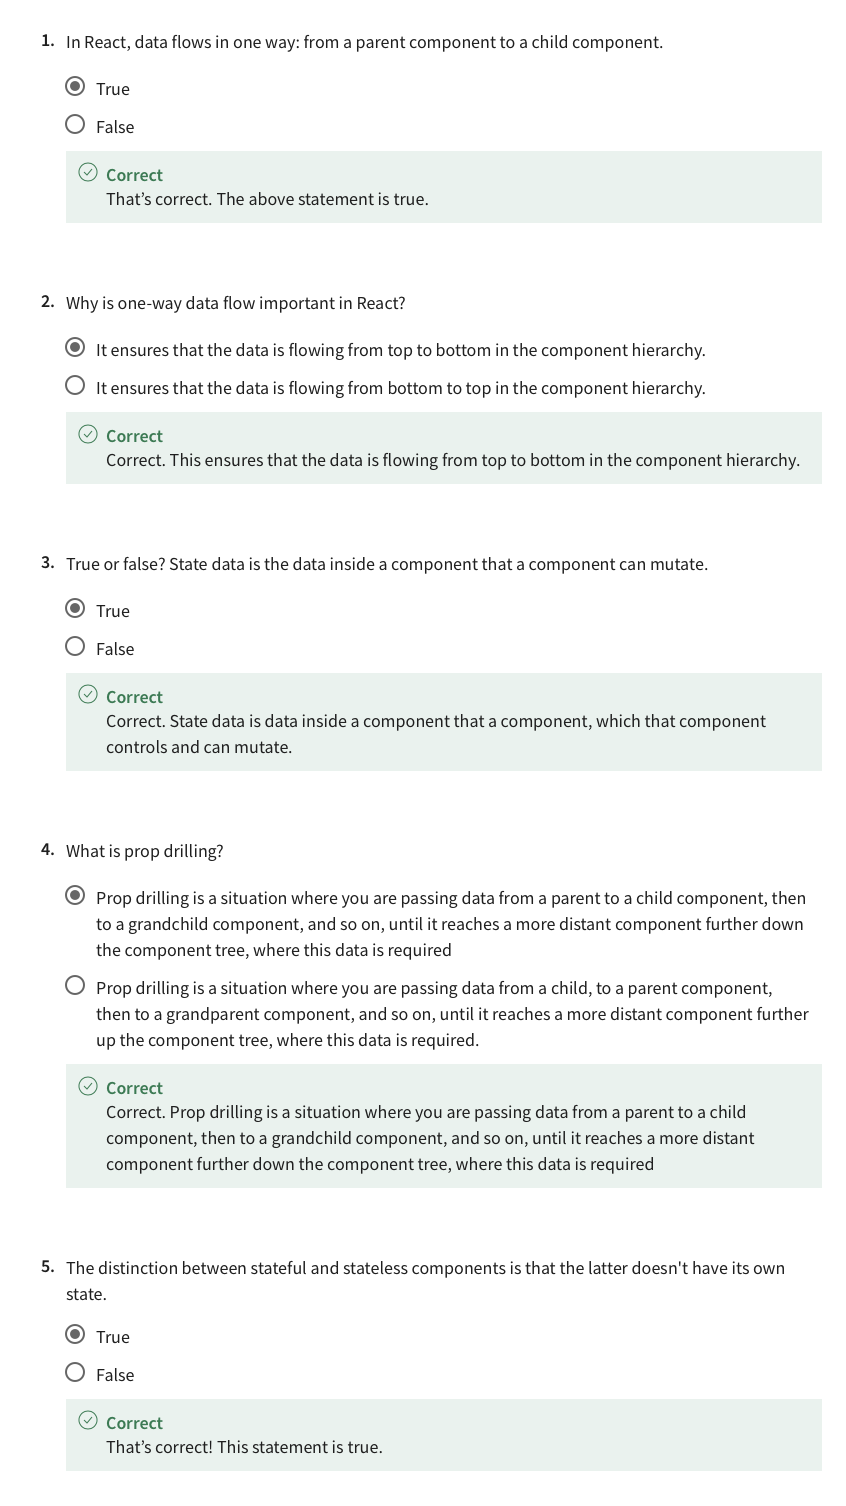 1. In React, data flows in one way: from a parent component to a child component.
True
False
Correct
That’s correct. The above statement is true.
2. Why is one-way data flow important in React?
It ensures that the data is flowing from top to bottom in the component hierarchy.
It ensures that the data is flowing from bottom to top in the component hierarchy.
Correct
Correct. This ensures that the data is flowing from top to bottom in the component hierarchy.
3. True or false? State data is the data inside a component that a component can mutate.
True
False
Correct
Correct. State data is data inside a component that a component, which that component
controls and can mutate.
4. What is prop drilling?
Prop drilling is a situation where you are passing data from a parent to a child component, then
to a grandchild component, and so on, until it reaches a more distant component further down
the component tree, where this data is required
Prop drilling is a situation where you are passing data from a child, to a parent component,
then to a grandparent component, and so on, until it reaches a more distant component further
up the component tree, where this data is required.
Correct
Correct. Prop drilling is a situation where you are passing data from a parent to a child
component, then to a grandchild component, and so on, until it reaches a more distant
component further down the component tree, where this data is required
5. The distinction between stateful and stateless components is that the latter doesn't have its own
state.
True
False
Correct
That’s correct! This statement is true.